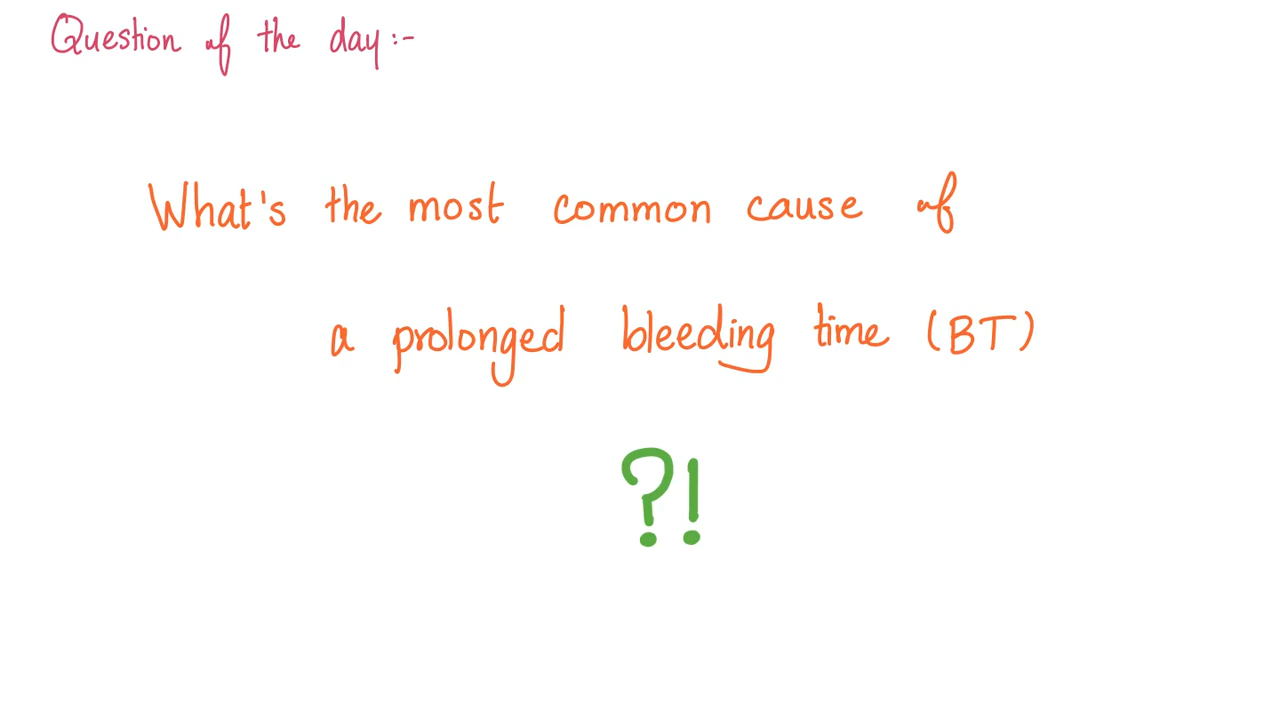 Question of the day:-
What's the most common cause of
a prolonged bleeding time (BT)
?!